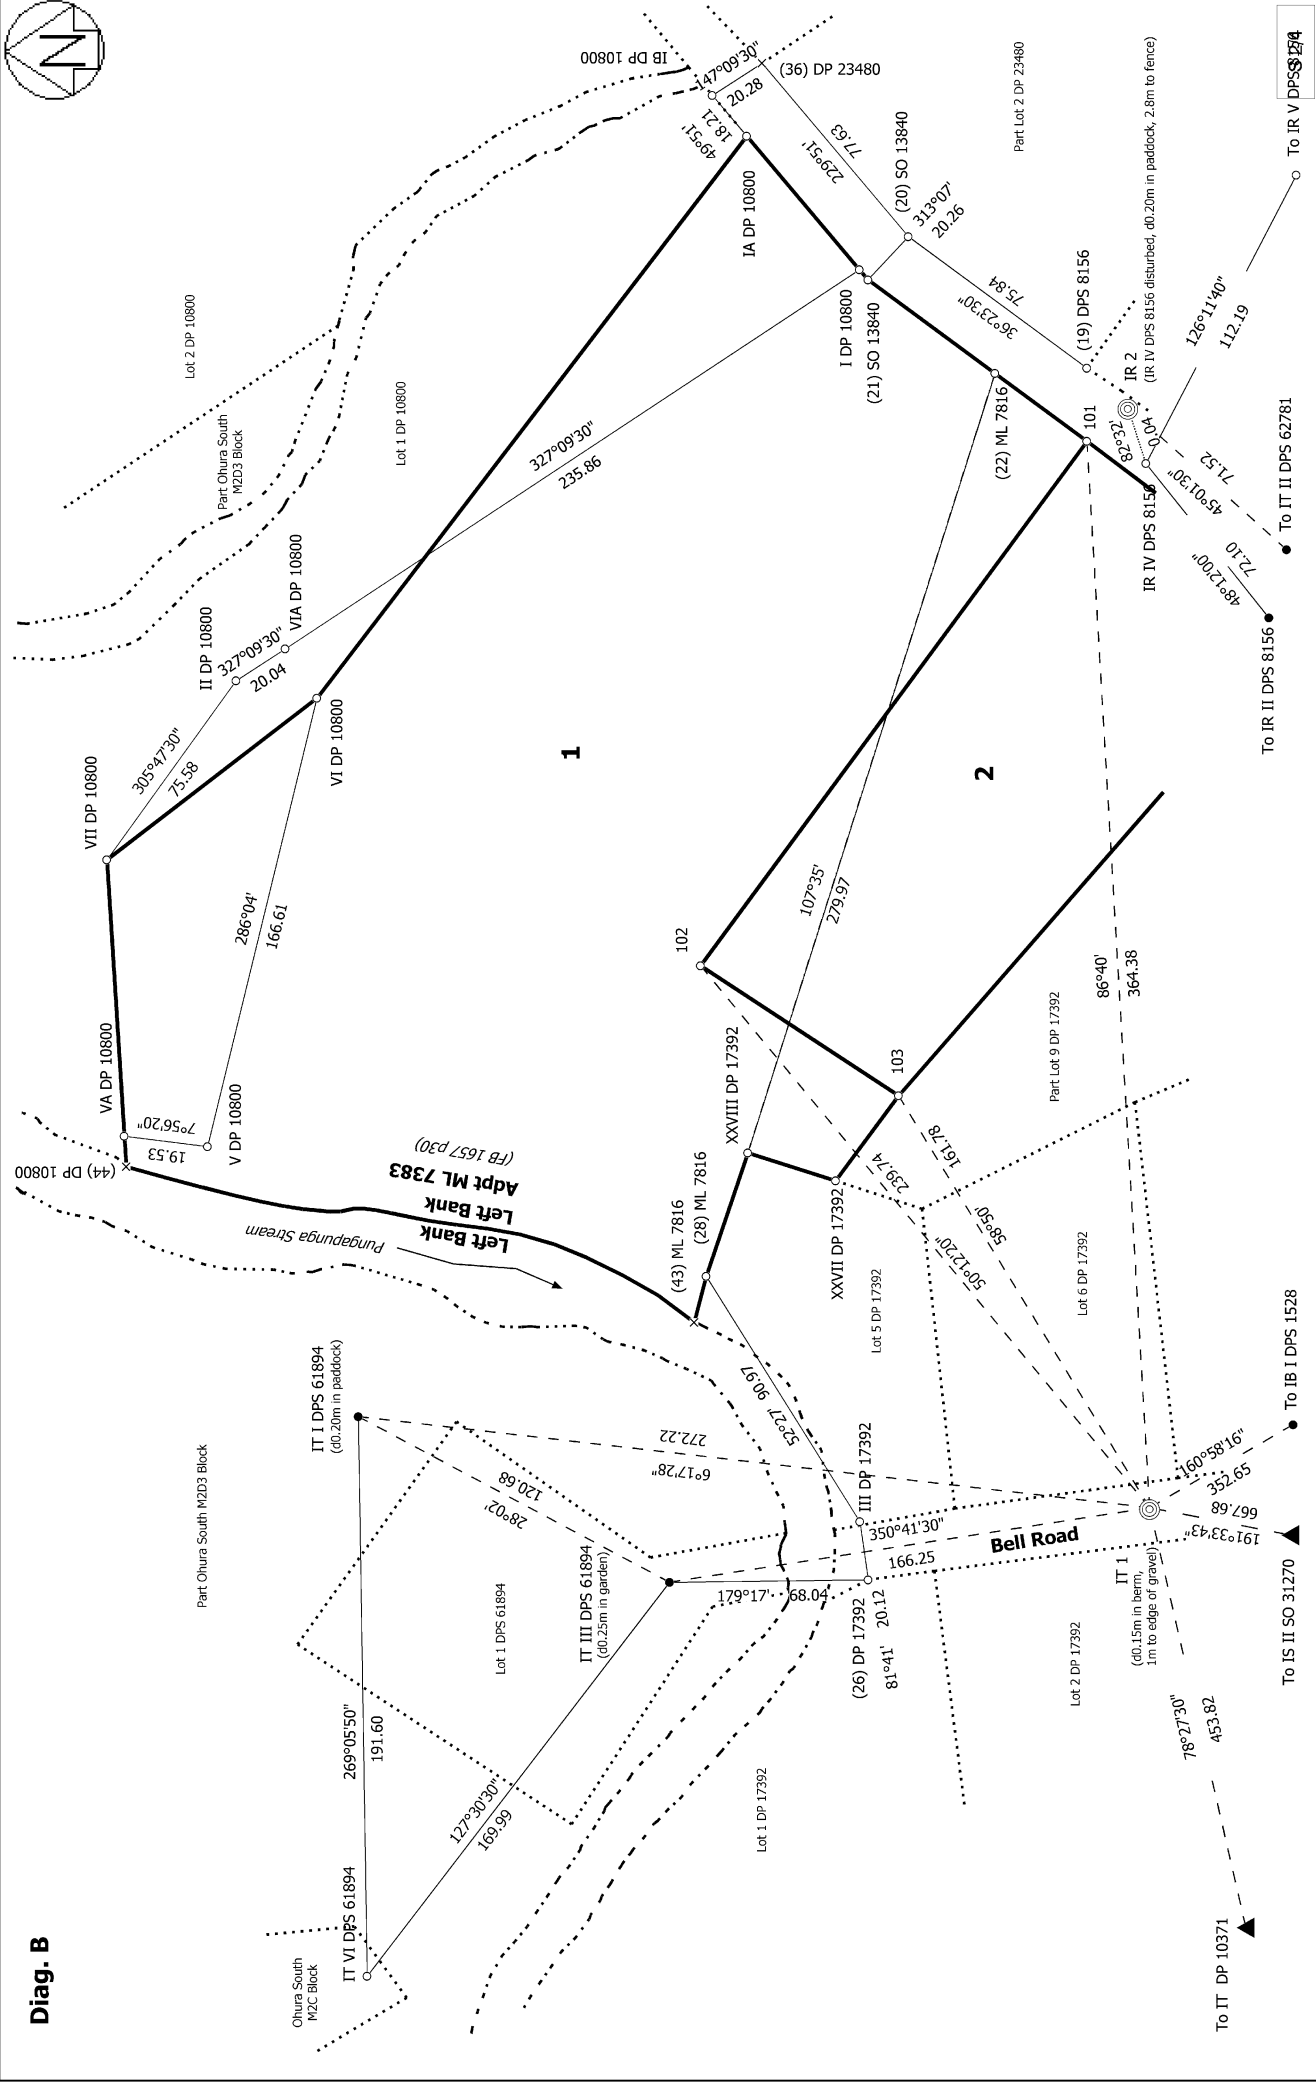 Diag. B
N
Ohura South
M2C Block
IT VI DPS 61894
269°05'50"
191.60
127°30'30"
169.99
Part Ohura South M2D3 Block
Lot 1 DPS 61894
IT I DPS 61894
(d0.20m in paddock)
28°02'
120.68
6°17'28"
272.22
IT III DPS 61894
(d0.25m in garden)
179°17'
68.04
(26) DP 17392
81°41'
20.12
III DP 17392
350°41'30"
166.25
Bell Road
52°27'
90.97
Lot 1 DP 17392
Lot 2 DP 17392
IT 1
(d0.15m in berm,
1m to edge of gravel)
78°27'30"
453.82
To IT DP 10371
To IS II SO 31270
191°33'43"
667.68
160°58'16"
352.65
To IB I DPS 1528
Lot 5 DP 17392
Lot 6 DP 17392
58°50'
161.78
50°12'20"
239.74
86°40'
364.38
Part Lot 9 DP 17392
(44) DP 10800
VA DP 10800
7°56'20"
19.53
V DP 10800
Pungapunga Stream
Left Bank
Left Bank
Adpt ML 7383
(FB 1657 p30)
(43) ML 7816
(28) ML 7816
XXVIII DP 17392
XXVII DP 17392
102
103
107°35'
279.97
1
2
286°04'
166.61
VII DP 10800
305°47'30"
75.58
VI DP 10800
II DP 10800
327°09'30"
20.04
VIA DP 10800
327°09'30"
235.86
Part Ohura South
M2D3 Block
Lot 2 DP 10800
Lot 1 DP 10800
IB DP 10800
147°09'30"
20.28
49°51'
18.21
(36) DP 23480
IA DP 10800
229°51'
77.63
(20) SO 13840
313°07'
20.26
I DP 10800
(21) SO 13840
36°23'30"
75.84
(19) DPS 8156
(22) ML 7816
Part Lot 2 DP 23480
101
IR 2
(IR IV DPS 8156 disturbed, d0.20m in paddock, 2.8m to fence)
82°32'
0.04
IR IV DPS 8156
45°01'30"
71.52
48°12'00"
72.10
126°11'40"
112.19
To IR II DPS 8156
To IT II DPS 62781
To IR V DPS 8156